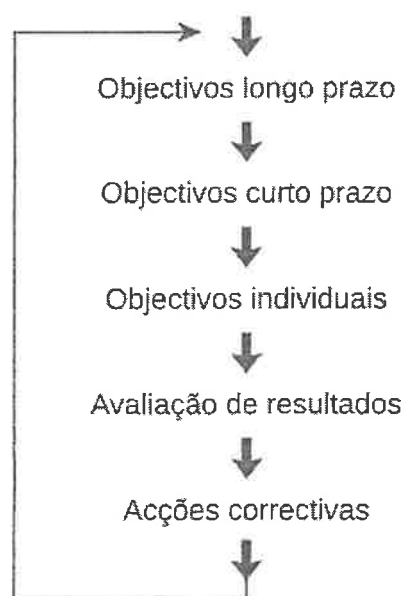 Objectivos longo prazo
Objectivos curto prazo
Objectivos individuais
Avaliação de resultados
Acções correctivas